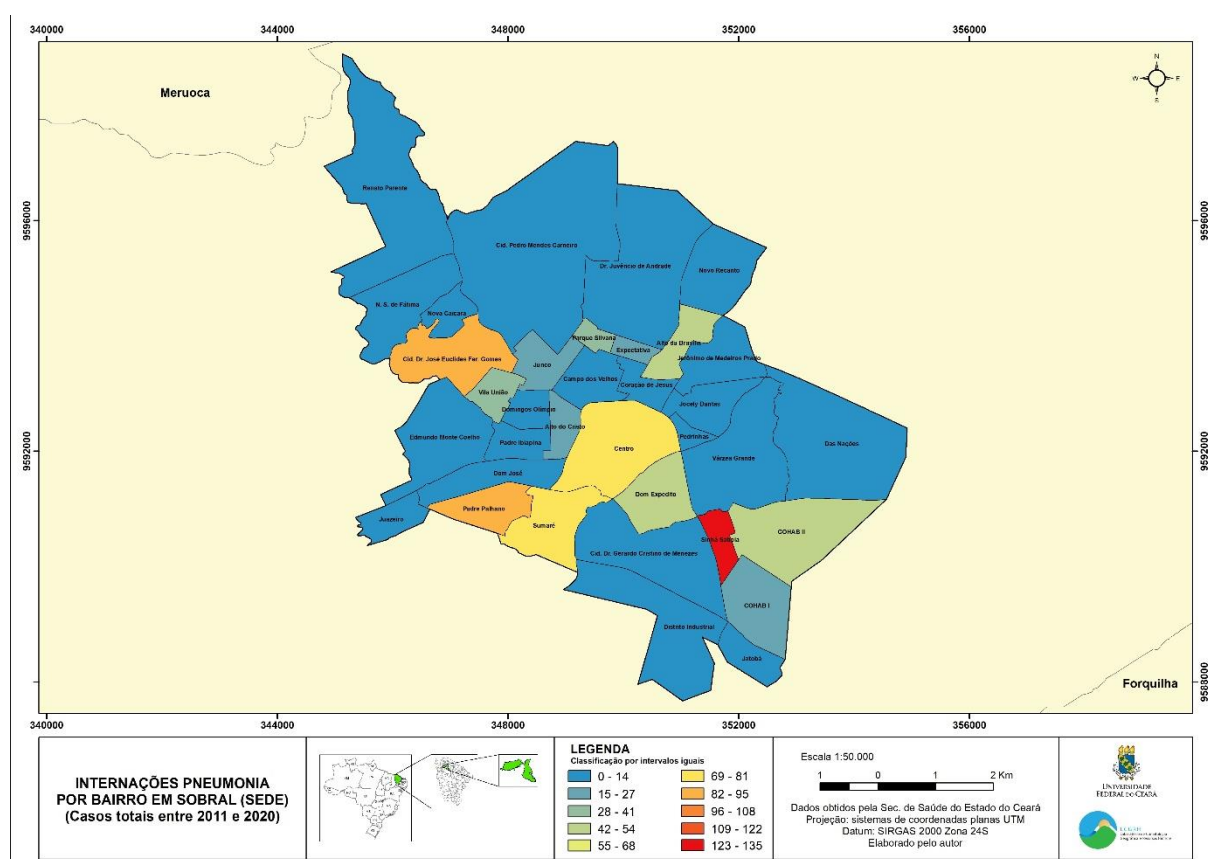 340000 344000 348000 352000 356000
Meruoca
N
W E
S
Renato Parente
9596000 9596000
Cid. Pedro Mendes Carneiro
Dr. Juvêncio de Andrade
Novo Recanto
N. S. de Fátima
Nova Caiçara
Parque Silvana
Alto da Brasília
Expectativa
Cid. Dr. José Euclides Fer. Gomes
Junco
Jerônimo de Medeiros Prado
Campo dos Velhos
Coração de Jesus
Vila União
Jocely Dantas
Domingos Olímpio
Alto do Cristo
Edmundo Monte Coelho
Padre Ibiapina
Pedrinhas
Das Nações
Centro
9592000 9592000
Várzea Grande
Dom José
Dom Expedito
Padre Palhano
Juazeiro
Sumaré
Sinhá Sabóia
COHAB II
Cid. Dr. Gerardo Cristino de Menezes
COHAB I
Distrito Industrial
Jatobá
Forquilha
9588000 9588000
340000 344000 348000 352000 356000
INTERNAÇÕES PNEUMONIA
POR BAIRRO EM SOBRAL (SEDE)
(Casos totais entre 2011 e 2020)
LEGENDA
Classificação por intervalos iguais
0 - 14 69 - 81
15 - 27 82 - 95
28 - 41 96 - 108
42 - 54 109 - 122
55 - 68 123 - 135
Escala 1:50.000
1 0 1 2 Km
Dados obtidos pela Sec. de Saúde do Estado do Ceará
Projeção: sistemas de coordenadas planas UTM
Datum: SIRGAS 2000 Zona 24S
Elaborado pelo autor
UNIVERSIDADE
FEDERAL DO CEARÁ